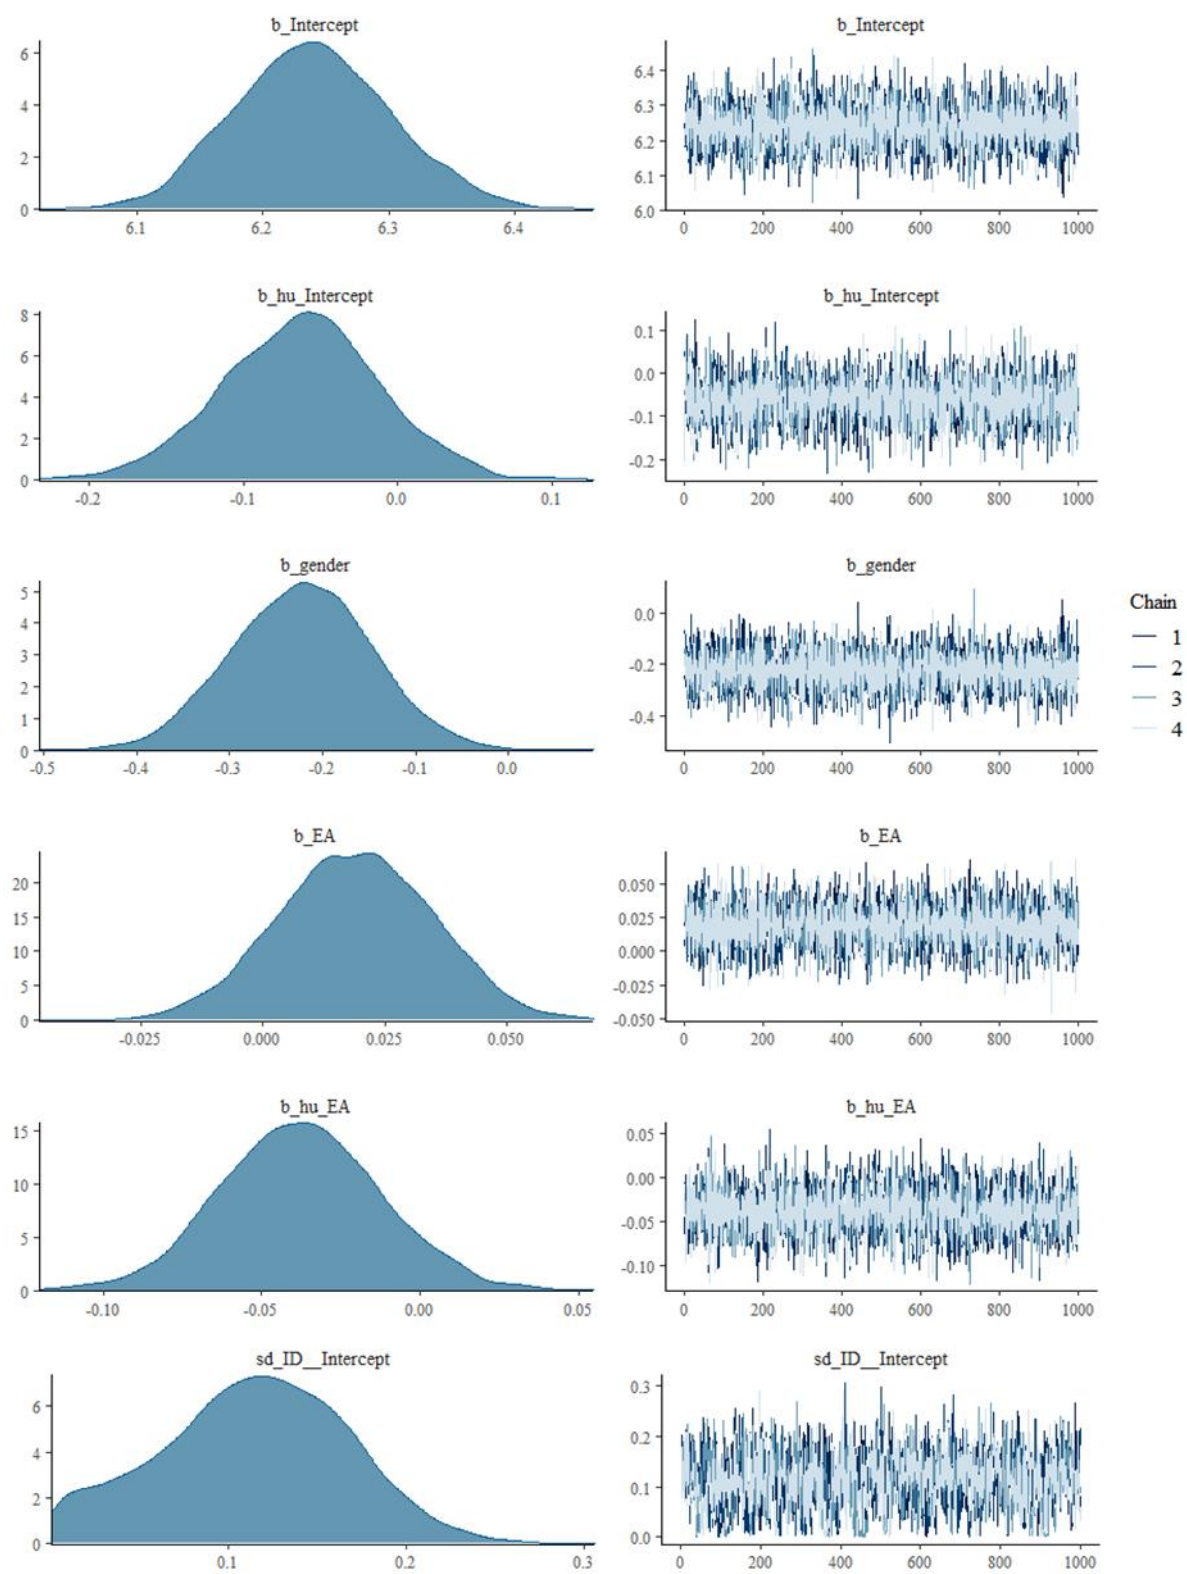 b_Intercept
6
4
2
0
6.1 6.2 6.3 6.4
b_Intercept
6.4
6.3
6.2
6.1
6.0
0 200 400 600 800 1000
b_hu_Intercept
8
6
4
2
0
-0.2 -0.1 0.0 0.1
b_hu_Intercept
0.1
0.0
-0.1
-0.2
0 200 400 600 800 1000
b_gender
5
4
3
2
1
0
-0.5 -0.4 -0.3 -0.2 -0.1 0.0
b_gender
0.0
-0.2
-0.4
0 200 400 600 800 1000
Chain
1
2
3
4
b_EA
20
15
10
5
0
-0.025 0.000 0.025 0.050
b_EA
0.050
0.025
0.000
-0.025
-0.050
0 200 400 600 800 1000
b_hu_EA
15
10
5
0
-0.10 -0.05 0.00 0.05
b_hu_EA
0.05
0.00
-0.05
-0.10
0 200 400 600 800 1000
sd_ID__Intercept
6
4
2
0
0.1 0.2 0.3
sd_ID__Intercept
0.3
0.2
0.1
0.0
0 200 400 600 800 1000